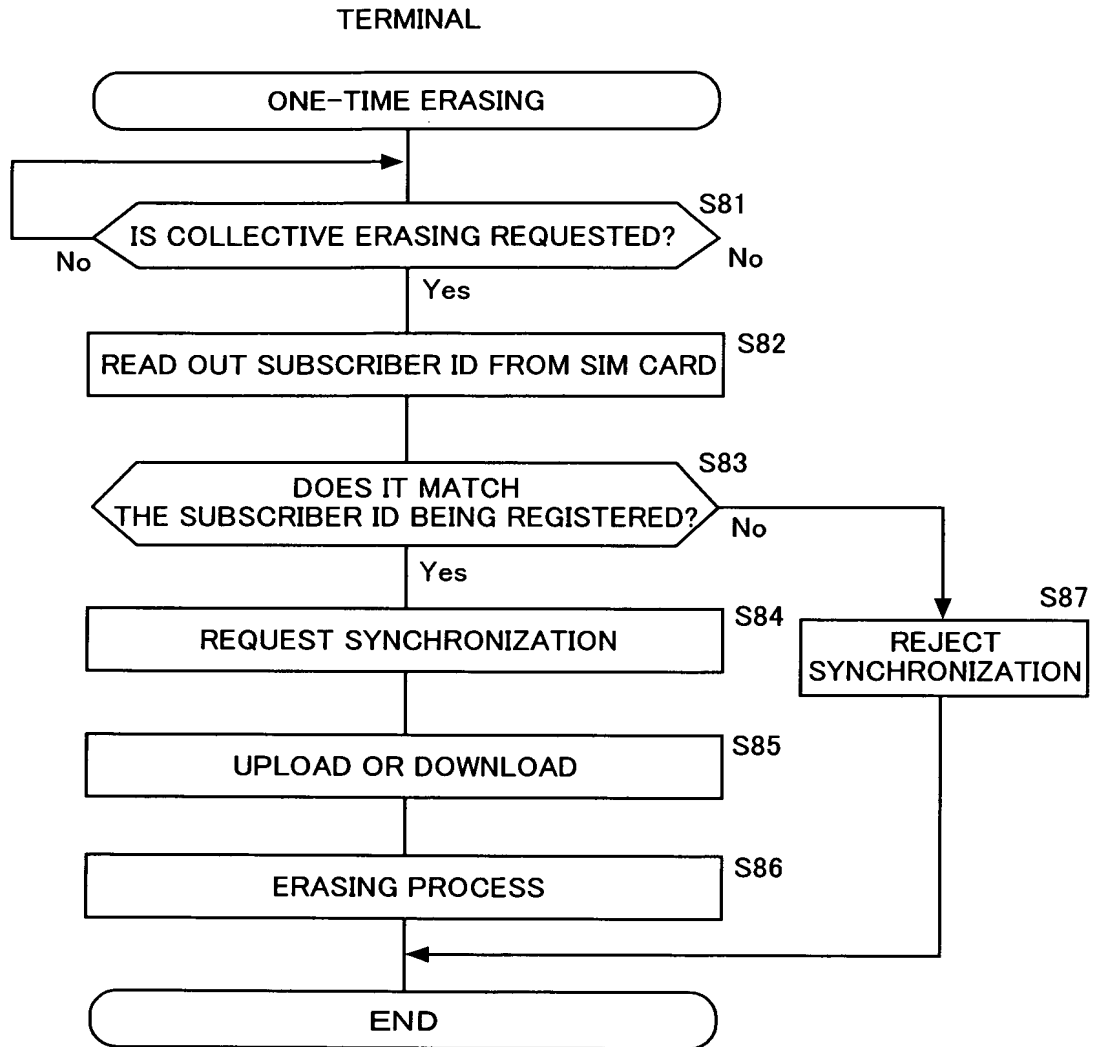 TERMINAL
ONE-TIME ERASING
S81
IS COLLECTIVE ERASING REQUESTED?
No
No
Yes
S82
READ OUT SUBSCRIBER ID FROM SIM CARD
S83
DOES IT MATCH
THE SUBSCRIBER ID BEING REGISTERED?
No
Yes
S84
REQUEST SYNCHRONIZATION
S87
REJECT
SYNCHRONIZATION
S85
UPLOAD OR DOWNLOAD
S86
ERASING PROCESS
END